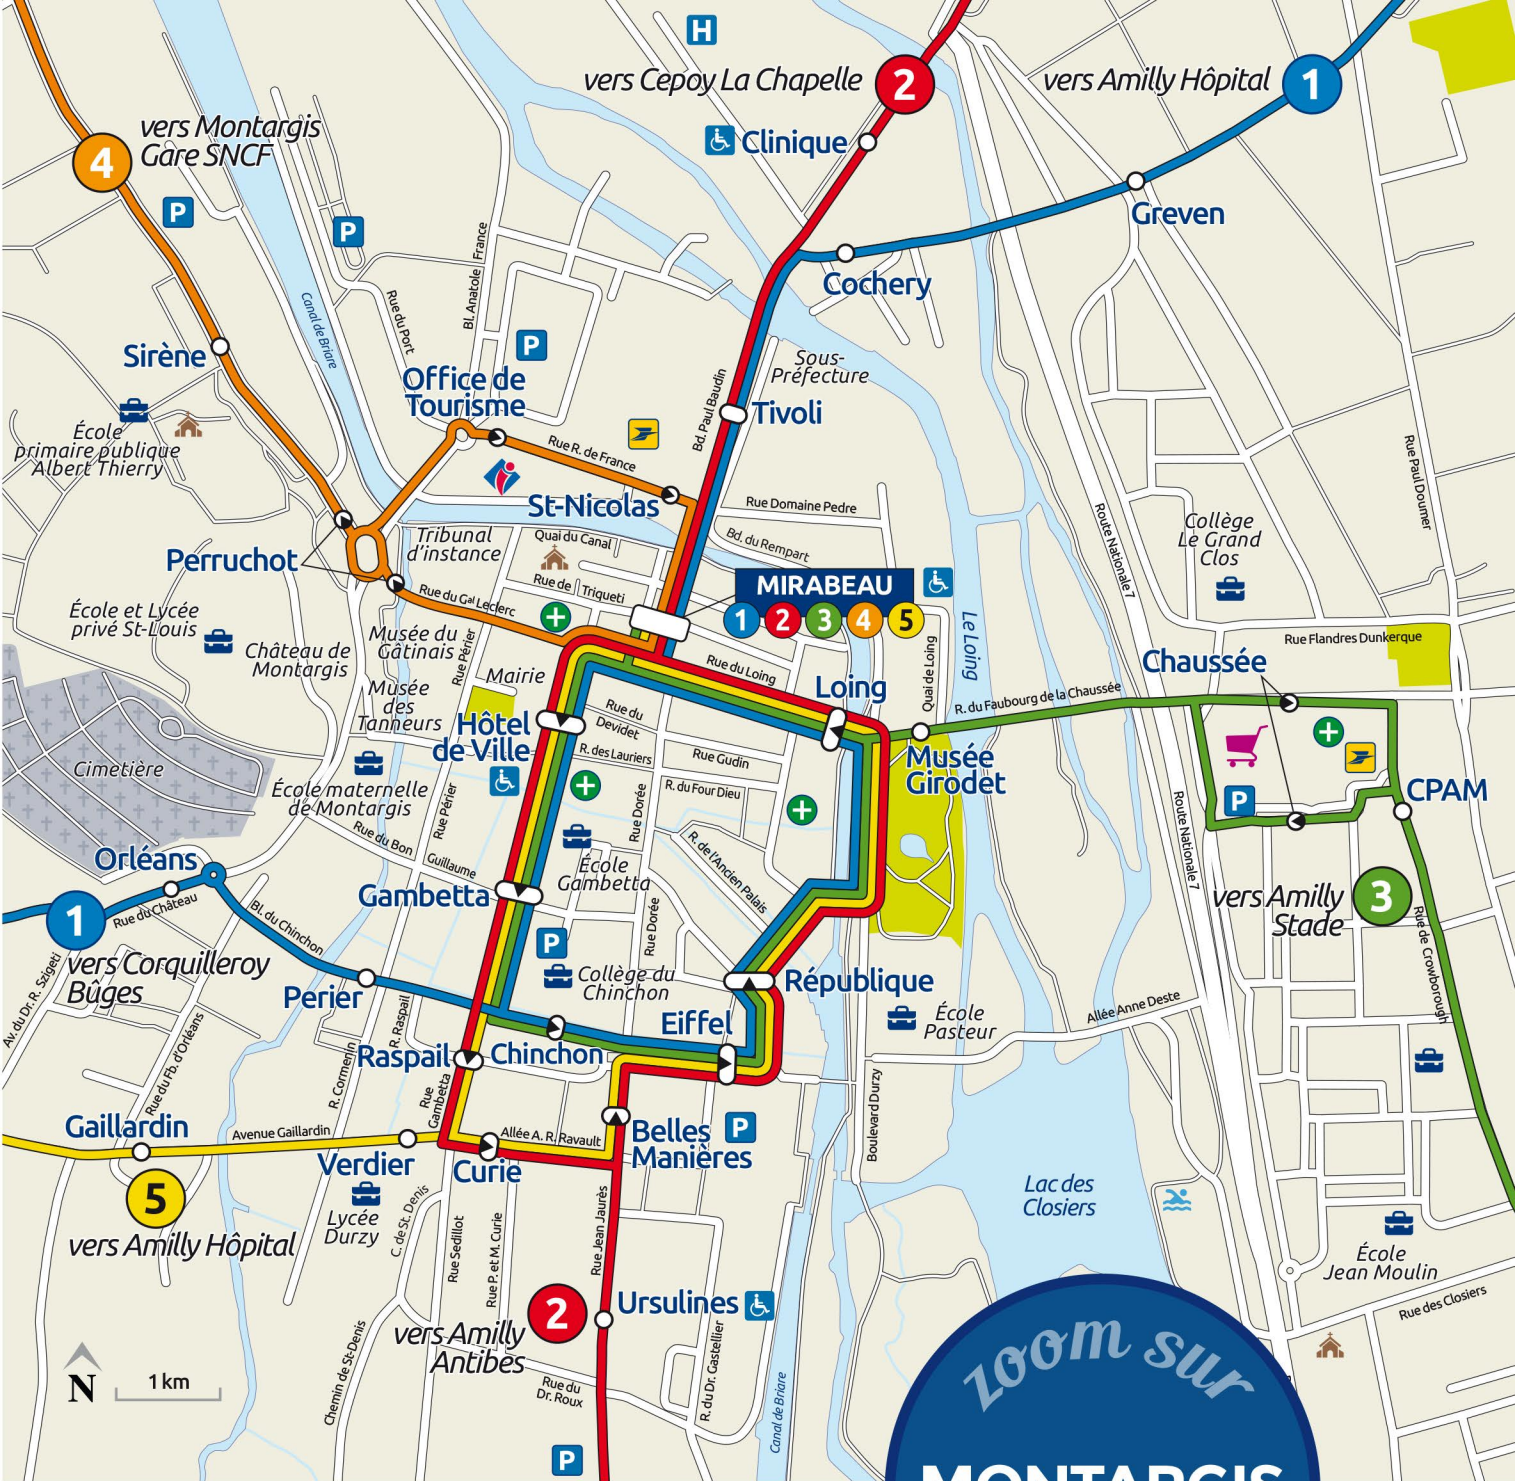 H
vers Cepoy La Chapelle
2
vers Amilly Hôpital
1
vers Montargis
Gare SNCF
4
Clinique
P
P
Greven
Cochery
Bl. Anatole France
Rue du Port
Canal de Briare
P
Sirène
Sous-
Préfecture
Office de
Tourisme
Bd. Paul Baudin
Tivoli
École
primaire publique
Albert Thierry
Rue R. de France
Rue Paul Doumer
St-Nicolas
Rue Domaine Pedre
Route Nationale 7
Collège
Le Grand
Clos
Tribunal
d'instance
Quai du Canal
Bd. du Rempart
Perruchot
Rue de Triqueti
MIRABEAU
1 2 3 4 5
Rue du Gal Leclerc
École et Lycée
privé St-Louis
Château de
Montargis
Musée du
Gâtinais
Rue Périer
Mairie
Rue du Loing
Quai de Loing
Le Loing
Rue Flandres Dunkerque
Chaussée
Loing
R. du Faubourg de la Chaussée
Musée
des
Tanneurs
Hôtel
de Ville
Rue du
Devidet
R. des Lauriers
Rue Gudin
Musée
Girodet
Cimetière
École maternelle
de Montargis
Rue Périer
R. du Four Dieu
Rue Dorée
P
CPAM
Route Nationale 7
Rue du Bon Guillaume
R. de l'Ancien Palais
École
Gambetta
Orléans
Gambetta
1
Rue du Château
vers Amilly
Stade
3
Bl. du Chinchon
Rue Dorée
P
Rue de Crowborough
Av. du Dr. R. Szigeti
vers Corquilleroy
Bûges
Perier
Collège du
Chinchon
République
Allée Anne Deste
R. Raspail
Eiffel
École
Pasteur
Rue du Fb. d'Orléans
R. Cormenin
Raspail
Chinchon
Rue
Gambetta
Boulevard Durzy
Gaillardin
Avenue Gaillardin
Verdier
Allée A. R. Ravault
Curie
Belles
Manières
P
5
vers Amilly Hôpital
Lycée
Durzy
C. de St. Denis
Rue Sedillot
Rue P. et M. Curie
Rue Jean Jaurès
Lac des
Closiers
École
Jean Moulin
2
Ursulines
vers Amilly
Antibes
Rue des Closiers
Chemin de St-Denis
Rue du
Dr. Roux
R. du Dr. Gastellier
Canal de Briare
N
1 km
P
zoom sur
MONTARGIS